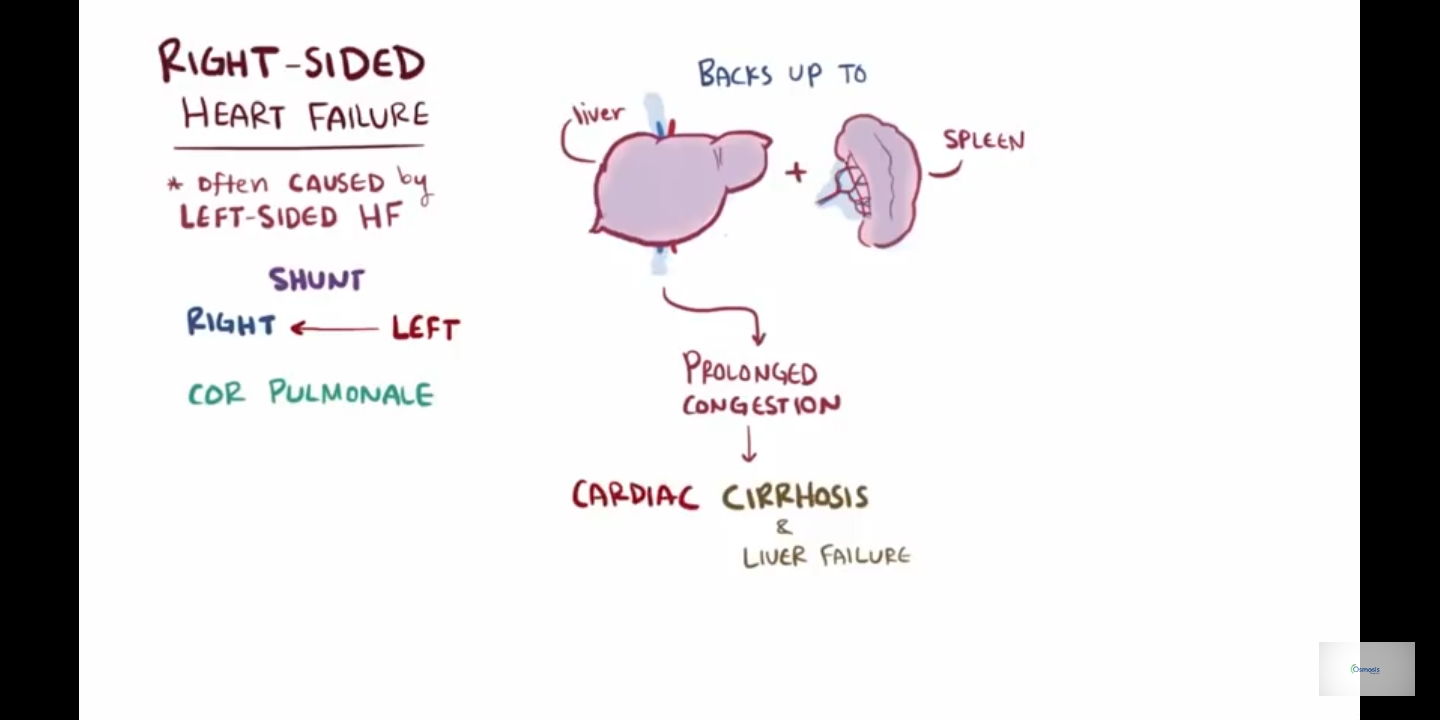 RIGHT-SIDED
HEART FAILURE
* often CAUSED by
LEFT-SIDED HF
SHUNT
RIGHT ← LEFT
COR PULMONALE
BACKS UP TO
liver
+
SPLEEN
PROLONGED
CONGESTION
CARDIAC CIRRHOSIS
&
LIVER FAILURE
Osmosis